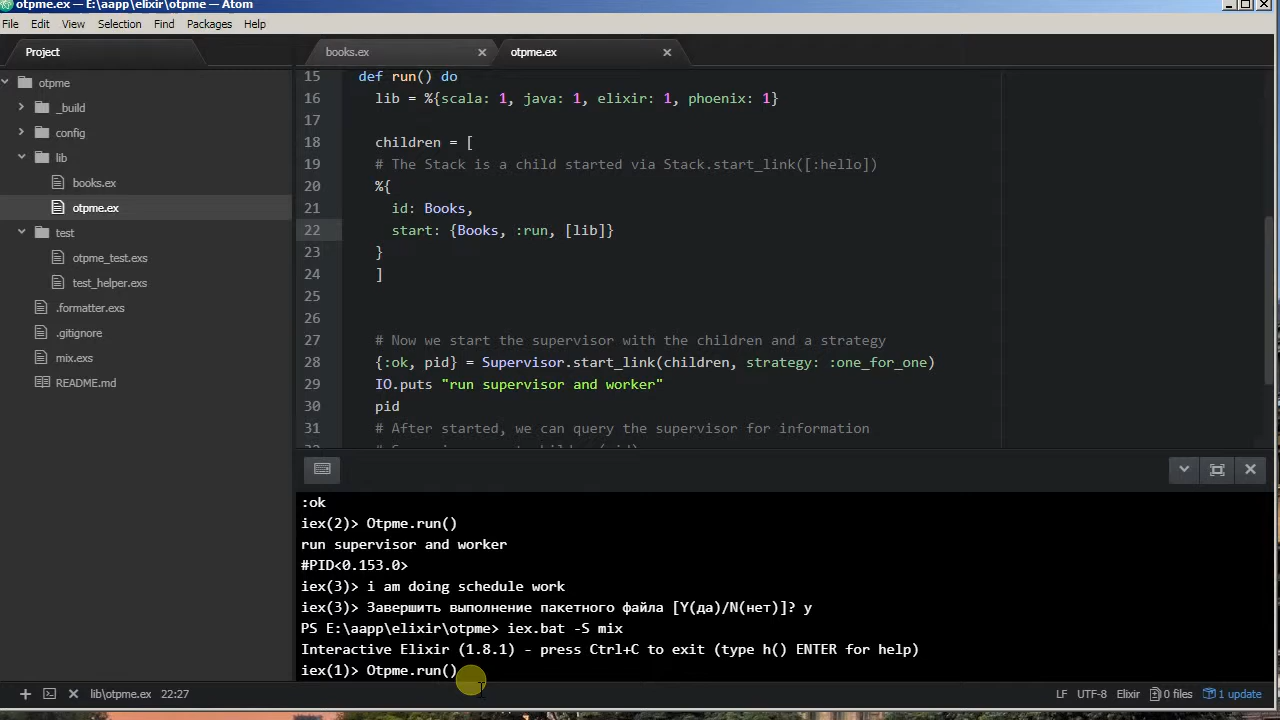 otpme.ex — E:\aapp\elixir\otpme — Atom
File Edit View Selection Find Packages Help
Project
books.ex
otpme.ex
otpme
_build
config
lib
books.ex
otpme.ex
test
otpme_test.exs
test_helper.exs
.formatter.exs
.gitignore
mix.exs
README.md
15 def run() do
16 lib = %{scala: 1, java: 1, elixir: 1, phoenix: 1}
17
18 children = [
19 # The Stack is a child started via Stack.start_link([:hello])
20 %{
21 id: Books,
22 start: {Books, :run, [lib]}
23 }
24 ]
25
26
27 # Now we start the supervisor with the children and a strategy
28 {:ok, pid} = Supervisor.start_link(children, strategy: :one_for_one)
29 IO.puts "run supervisor and worker"
30 pid
31 # After started, we can query the supervisor for information
:ok
iex(2)> Otpme.run()
run supervisor and worker
#PID<0.153.0>
iex(3)> i am doing schedule work
iex(3)> Завершить выполнение пакетного файла [Y(да)/N(нет)]? y
PS E:\aapp\elixir\otpme> iex.bat -S mix
Interactive Elixir (1.8.1) - press Ctrl+C to exit (type h() ENTER for help)
iex(1)> Otpme.run()
lib\otpme.ex 22:27
LF UTF-8 Elixir 0 files 1 update